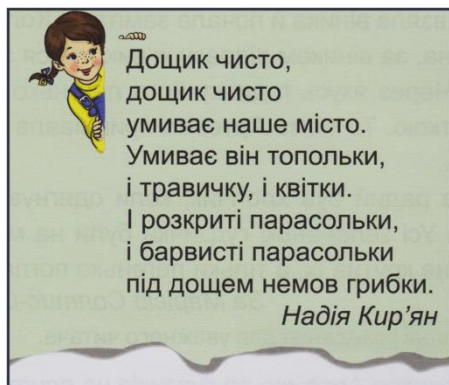 Дощик чисто,
дощик чисто
умиває наше місто.
Умиває він топольки,
і травичку, і квітки.
І розкриті парасольки,
і барвисті парасольки
під дощем немов грибки.
Надія Кир'ян